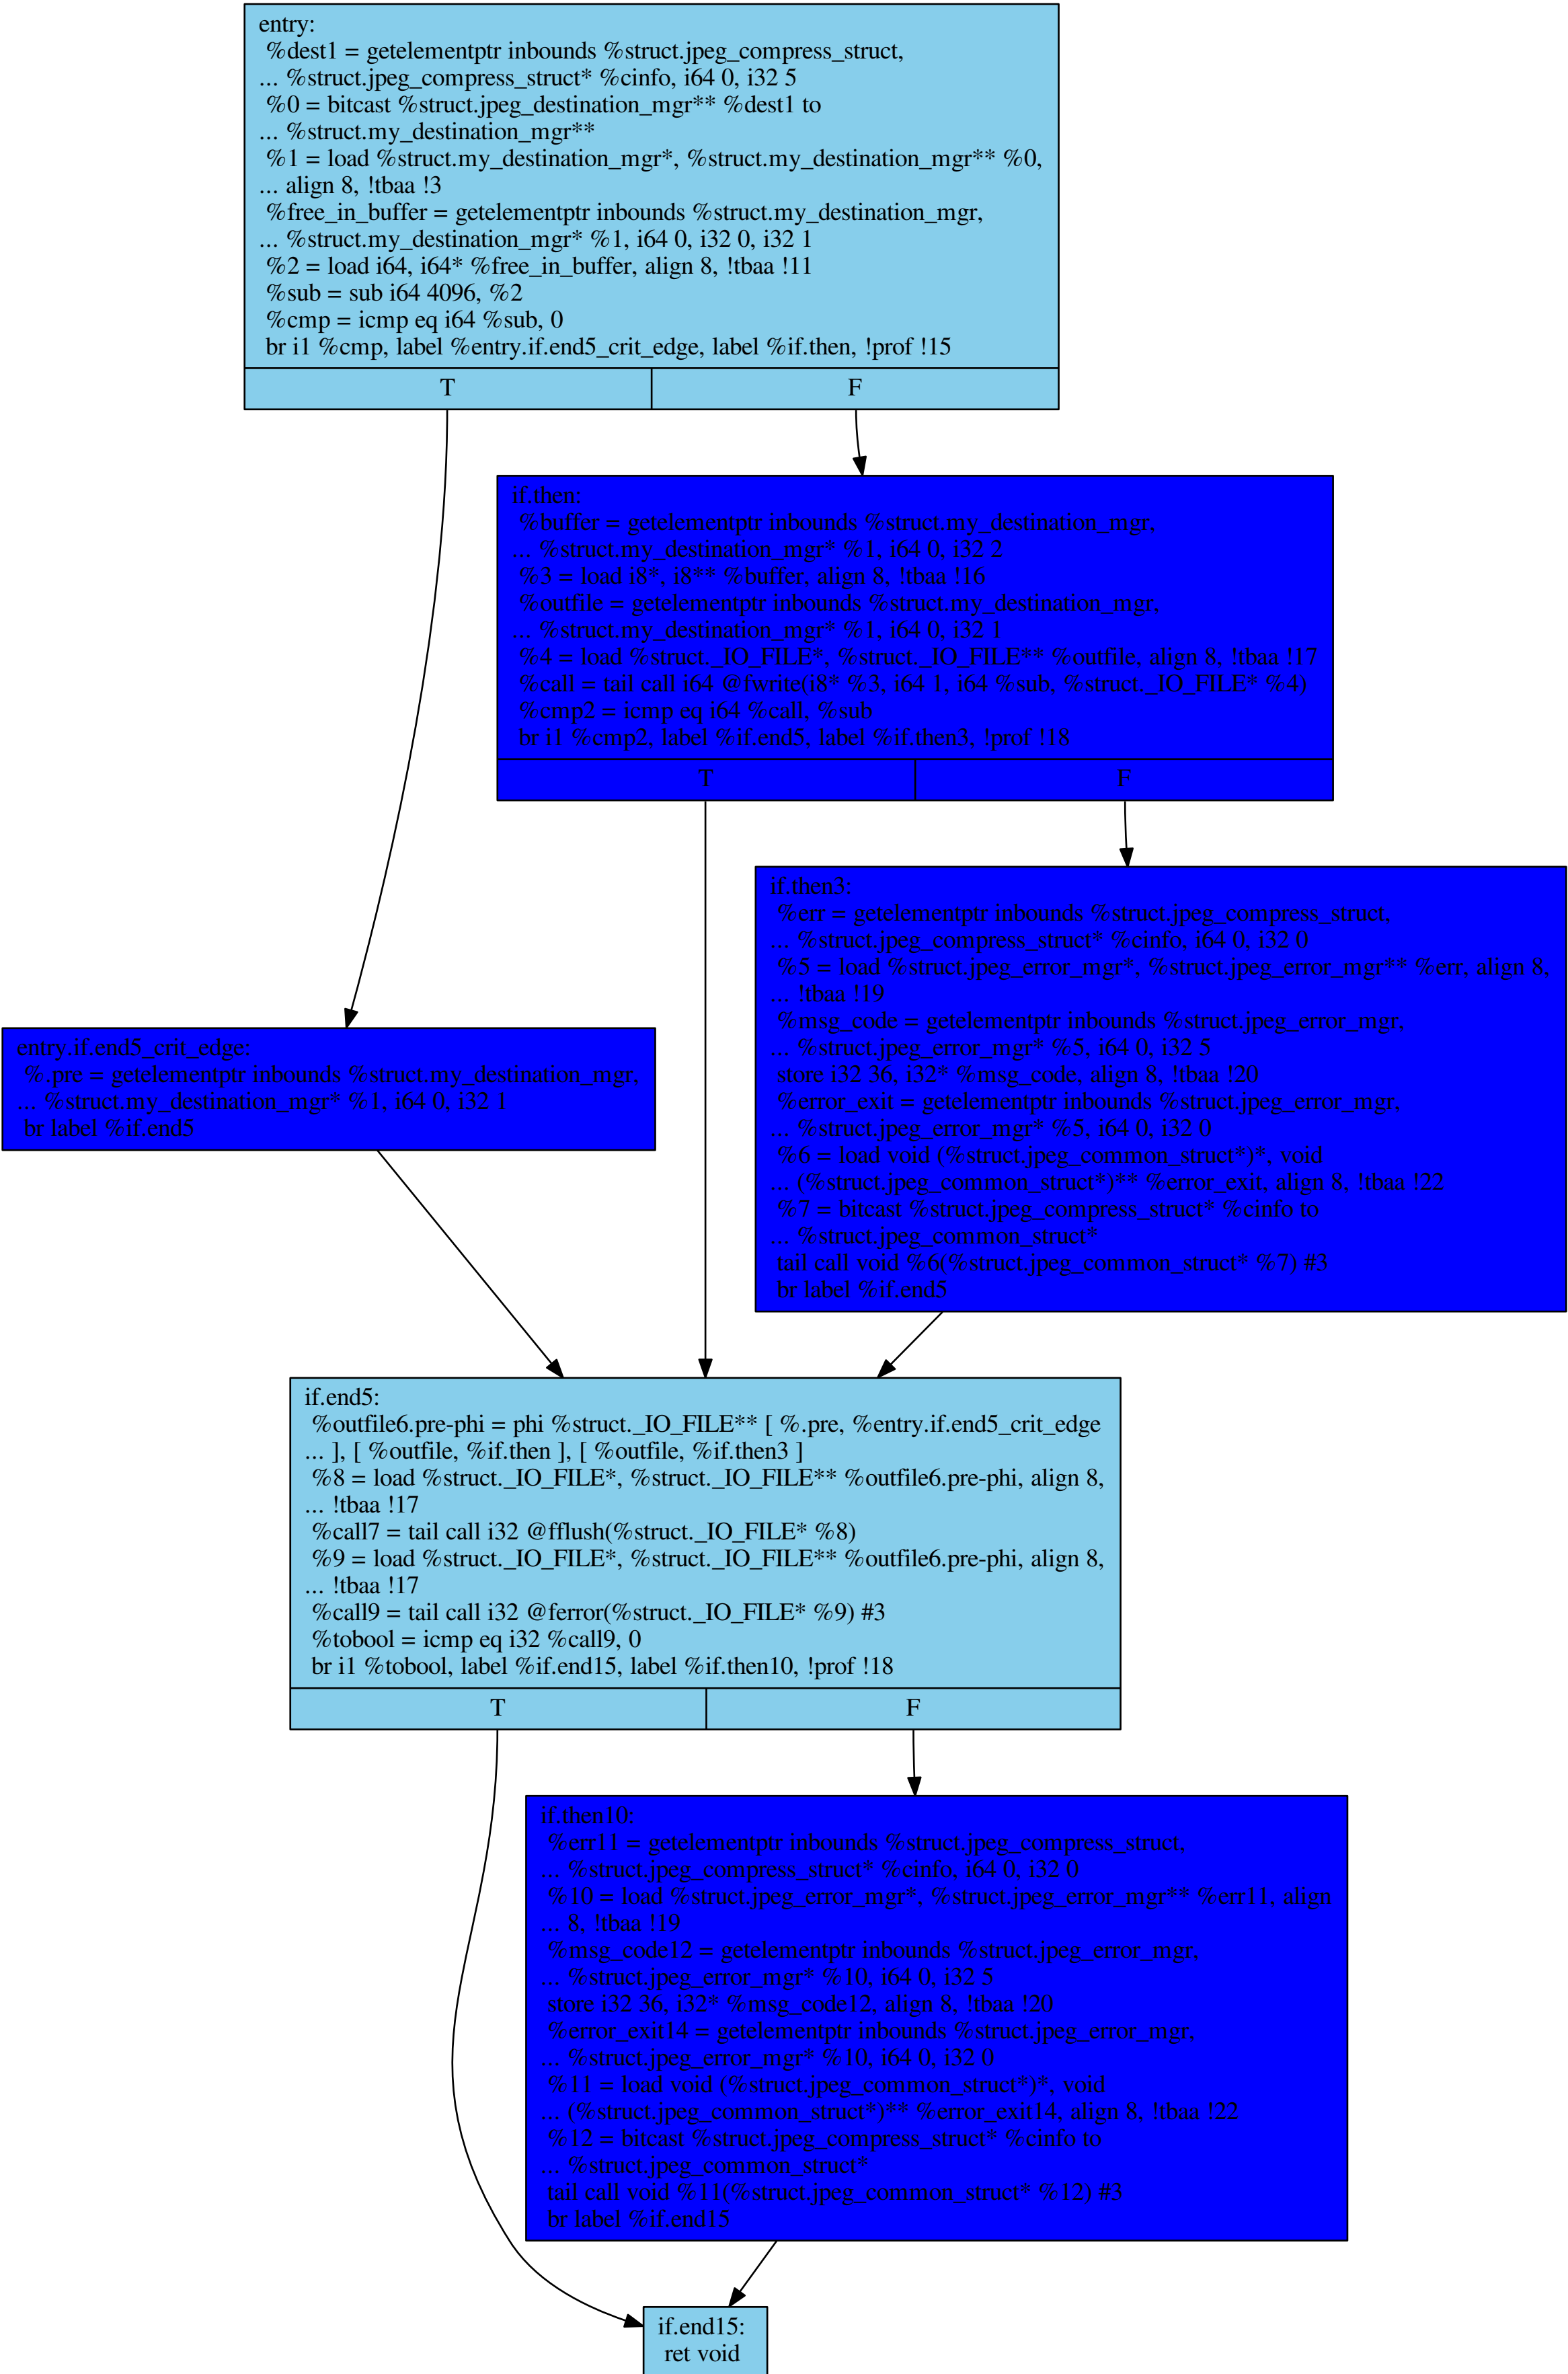 entry:
%dest1 = getelementptr inbounds %struct.jpeg_compress_struct,
... %struct.jpeg_compress_struct* %cinfo, i64 0, i32 5
%0 = bitcast %struct.jpeg_destination_mgr** %dest1 to
... %struct.my_destination_mgr**
%1 = load %struct.my_destination_mgr*, %struct.my_destination_mgr** %0,
... align 8, !tbaa !3
%free_in_buffer = getelementptr inbounds %struct.my_destination_mgr,
... %struct.my_destination_mgr* %1, i64 0, i32 0, i32 1
%2 = load i64, i64* %free_in_buffer, align 8, !tbaa !11
%sub = sub i64 4096, %2
%cmp = icmp eq i64 %sub, 0
br i1 %cmp, label %entry.if.end5_crit_edge, label %if.then, !prof !15
T F
if.then:
%buffer = getelementptr inbounds %struct.my_destination_mgr,
... %struct.my_destination_mgr* %1, i64 0, i32 2
%3 = load i8*, i8** %buffer, align 8, !tbaa !16
%outfile = getelementptr inbounds %struct.my_destination_mgr,
... %struct.my_destination_mgr* %1, i64 0, i32 1
%4 = load %struct._IO_FILE*, %struct._IO_FILE** %outfile, align 8, !tbaa !17
%call = tail call i64 @fwrite(i8* %3, i64 1, i64 %sub, %struct._IO_FILE* %4)
%cmp2 = icmp eq i64 %call, %sub
br i1 %cmp2, label %if.end5, label %if.then3, !prof !18
T F
if.then3:
%err = getelementptr inbounds %struct.jpeg_compress_struct,
... %struct.jpeg_compress_struct* %cinfo, i64 0, i32 0
%5 = load %struct.jpeg_error_mgr*, %struct.jpeg_error_mgr** %err, align 8,
... !tbaa !19
%msg_code = getelementptr inbounds %struct.jpeg_error_mgr,
... %struct.jpeg_error_mgr* %5, i64 0, i32 5
store i32 36, i32* %msg_code, align 8, !tbaa !20
%error_exit = getelementptr inbounds %struct.jpeg_error_mgr,
... %struct.jpeg_error_mgr* %5, i64 0, i32 0
%6 = load void (%struct.jpeg_common_struct*)*, void
... (%struct.jpeg_common_struct*)** %error_exit, align 8, !tbaa !22
%7 = bitcast %struct.jpeg_compress_struct* %cinfo to
... %struct.jpeg_common_struct*
tail call void %6(%struct.jpeg_common_struct* %7) #3
br label %if.end5
entry.if.end5_crit_edge:
%.pre = getelementptr inbounds %struct.my_destination_mgr,
... %struct.my_destination_mgr* %1, i64 0, i32 1
br label %if.end5
if.end5:
%outfile6.pre-phi = phi %struct._IO_FILE** [ %.pre, %entry.if.end5_crit_edge
... ], [ %outfile, %if.then ], [ %outfile, %if.then3 ]
%8 = load %struct._IO_FILE*, %struct._IO_FILE** %outfile6.pre-phi, align 8,
... !tbaa !17
%call7 = tail call i32 @fflush(%struct._IO_FILE* %8)
%9 = load %struct._IO_FILE*, %struct._IO_FILE** %outfile6.pre-phi, align 8,
... !tbaa !17
%call9 = tail call i32 @ferror(%struct._IO_FILE* %9) #3
%tobool = icmp eq i32 %call9, 0
br i1 %tobool, label %if.end15, label %if.then10, !prof !18
T F
if.then10:
%err11 = getelementptr inbounds %struct.jpeg_compress_struct,
... %struct.jpeg_compress_struct* %cinfo, i64 0, i32 0
%10 = load %struct.jpeg_error_mgr*, %struct.jpeg_error_mgr** %err11, align
... 8, !tbaa !19
%msg_code12 = getelementptr inbounds %struct.jpeg_error_mgr,
... %struct.jpeg_error_mgr* %10, i64 0, i32 5
store i32 36, i32* %msg_code12, align 8, !tbaa !20
%error_exit14 = getelementptr inbounds %struct.jpeg_error_mgr,
... %struct.jpeg_error_mgr* %10, i64 0, i32 0
%11 = load void (%struct.jpeg_common_struct*)*, void
... (%struct.jpeg_common_struct*)** %error_exit14, align 8, !tbaa !22
%12 = bitcast %struct.jpeg_compress_struct* %cinfo to
... %struct.jpeg_common_struct*
tail call void %11(%struct.jpeg_common_struct* %12) #3
br label %if.end15
if.end15:
ret void